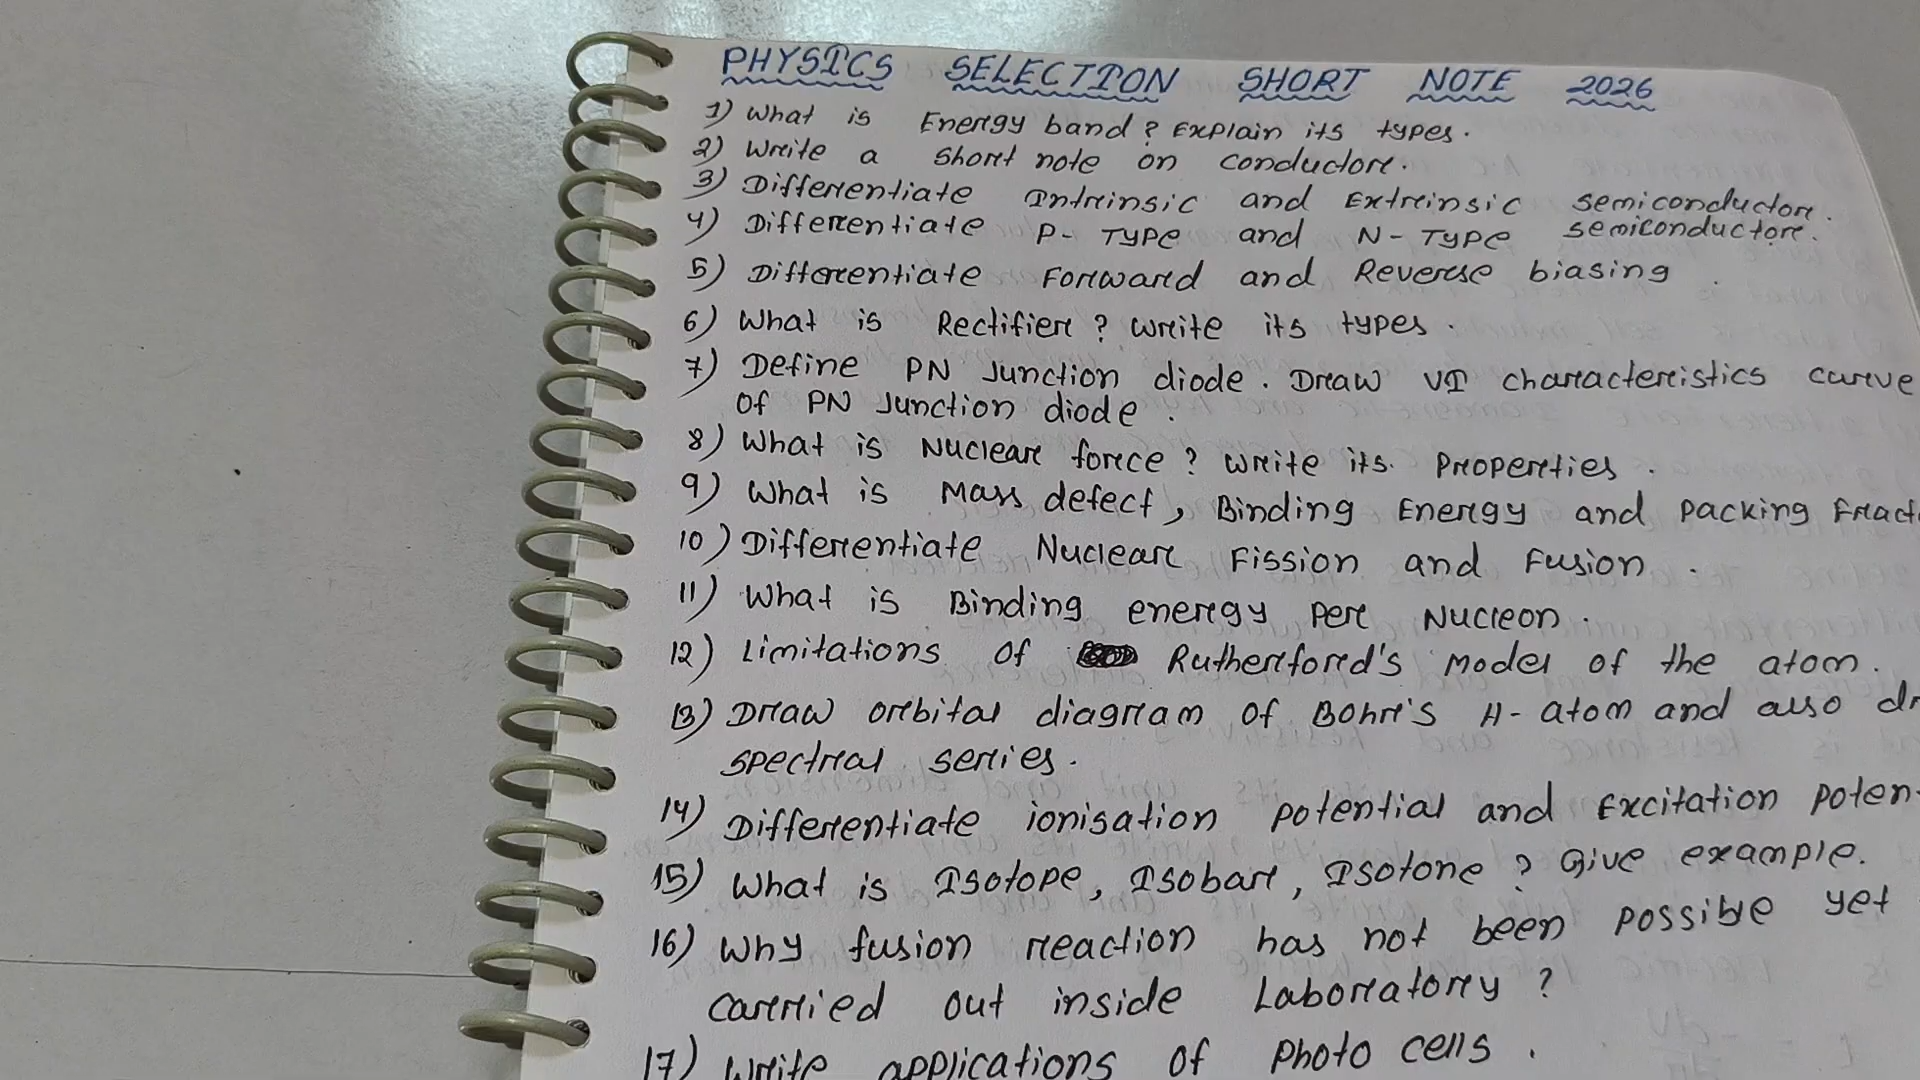 PHYSICS SELECTION SHORT NOTE 2026
1) What is Energy band? Explain its types.
2) Write a short note on conductor.
3) Differentiate Intrinsic and Extrinsic semiconductor.
4) Differentiate P-Type and N-Type semiconductor.
5) Differentiate Forward and Reverse biasing
6) What is Rectifier? write its types.
7) Define PN Junction diode. Draw VI characteristics curve
of PN Junction diode.
8) What is Nuclear force? write its. Properties.
9) What is Mass defect, Binding Energy and Packing Fract
10) Differentiate Nuclear Fission and Fusion.
11) What is Binding energy per Nucleon.
12) Limitations of Rutherford's Model of the atom.
13) Draw orbital diagram of Bohr's H-atom and also dr
spectral series.
14) Differentiate ionisation potential and Excitation poten
15) What is Isotope, Isobar, Isotone? Give example.
16) Why fusion reaction has not been possible yet
carried out inside Laboratory?
17) Write applications of Photo cells.